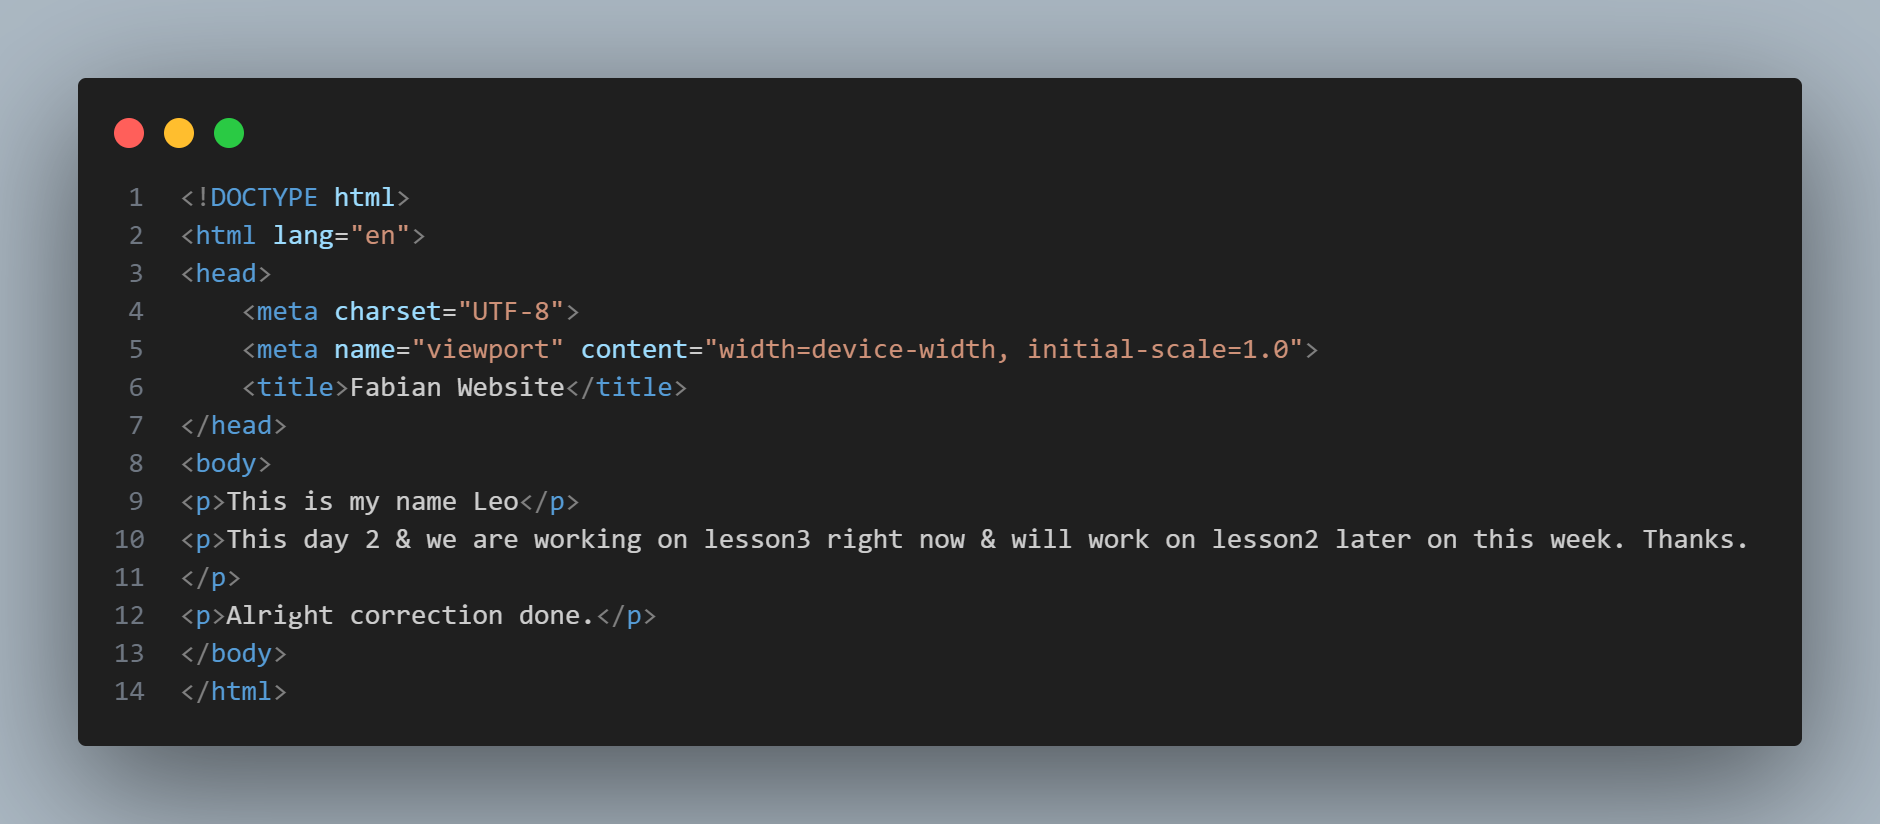 1 <!DOCTYPE html>
2 <html lang="en">
3 <head>
4     <meta charset="UTF-8">
5     <meta name="viewport" content="width=device-width, initial-scale=1.0">
6     <title>Fabian Website</title>
7 </head>
8 <body>
9 <p>This is my name Leo</p>
10 <p>This day 2 & we are working on lesson3 right now & will work on lesson2 later on this week. Thanks.
11 </p>
12 <p>Alright correction done.</p>
13 </body>
14 </html>